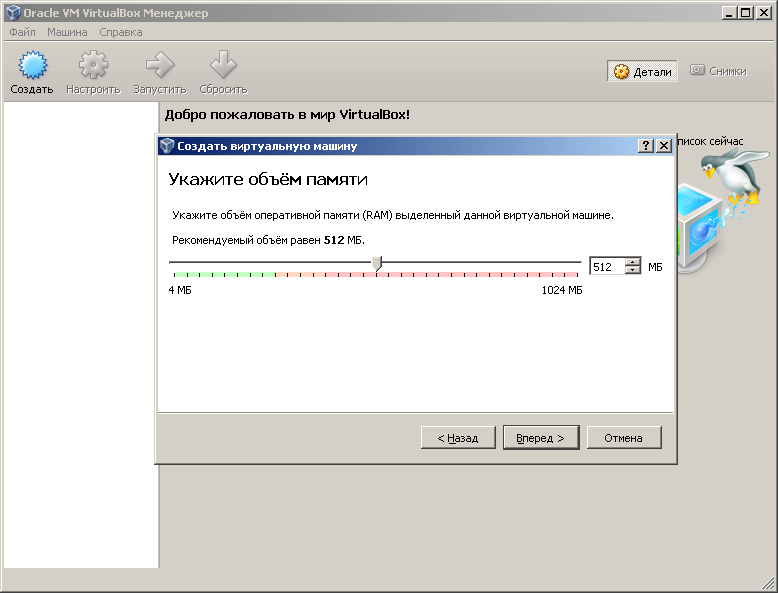 Oracle VM VirtualBox Менеджер
Файл Машина Справка
Создать Настроить Запустить Сбросить Детали Снимки
Добро пожаловать в мир VirtualBox!
список сейчас
Создать виртуальную машину
Укажите объём памяти
Укажите объём оперативной памяти (RAM) выделенный данной виртуальной машине.
Рекомендуемый объём равен 512 МБ.
512 МБ
4 МБ 1024 МБ
< Назад Вперед > Отмена